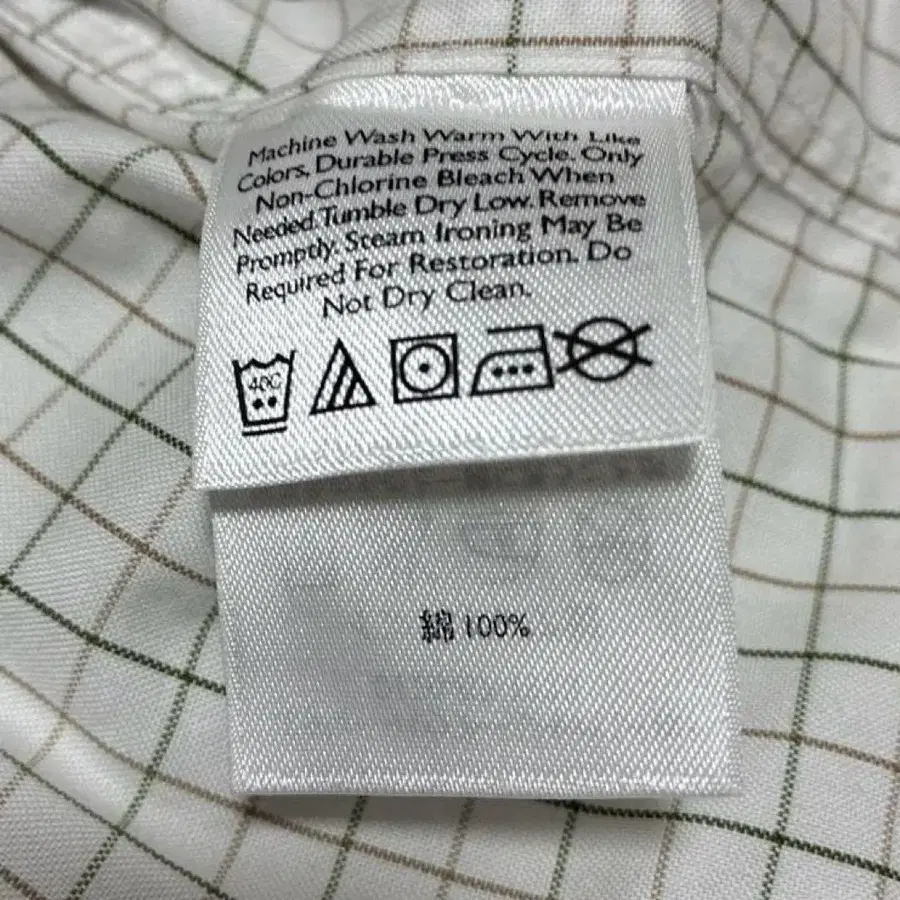 Machine Wash Warm With Like
Colors, Durable Press Cycle. Only
Non-Chlorine Bleach When
Needed. Tumble Dry Low. Remove
Promptly. Steam Ironing May Be
Required For Restoration. Do
Not Dry Clean.
40C
綿 100%